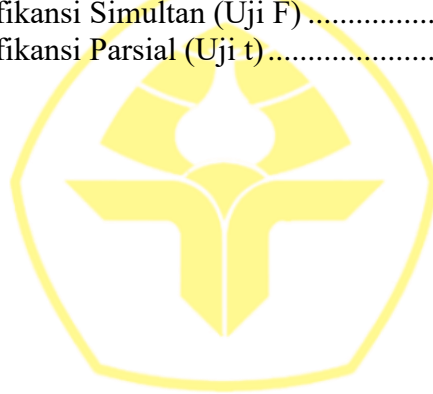 fikansi Simultan (Uji F) ..................
fikansi Parsial (Uji t) ........................